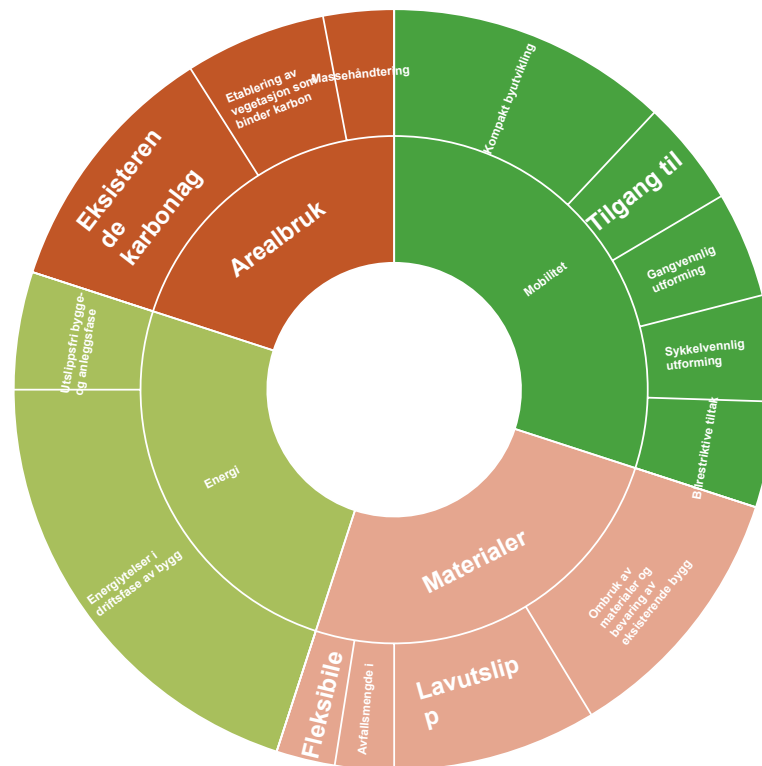 Kompakt byutvikling
Tilgang til
Gangvennlig
utforming
Sykkelvennlig
utforming
Bilrestriktive tiltak
Mobilitet
Materialer
Ombruk av
materialer og
bevaring av
eksisterende bygg
Lavutslip
p
Avfallsmengde i
Fleksibile
Energi
Energiytelser i
driftsfase av bygg
Utslippsfri bygge-
og anleggsfase
Arealbruk
Eksisteren
de
karbonlag
Etablering av
vegetasjon som
binder karbon
Massehåndtering